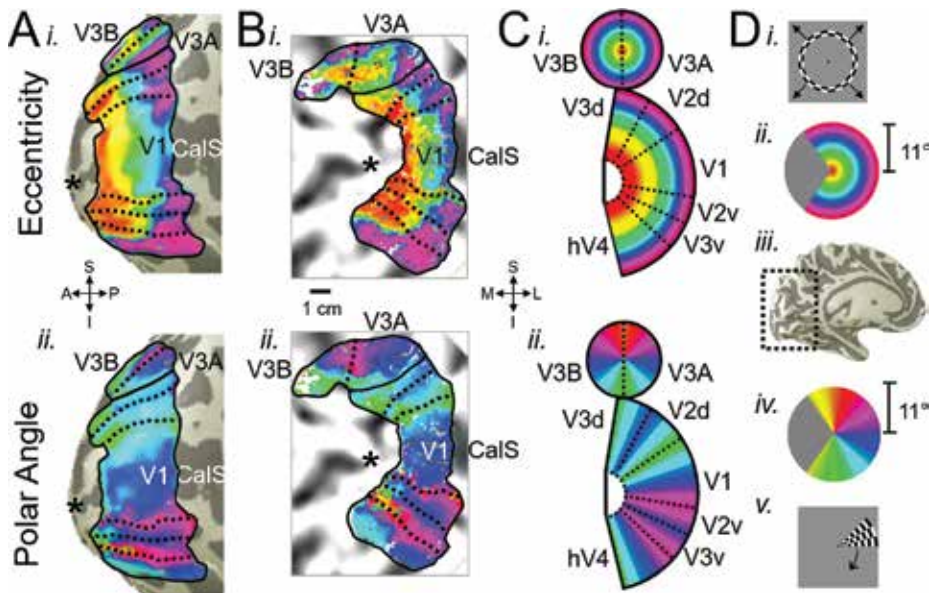 A
i.
V3B
V3A
V1
CalS
*
Eccentricity
B
i.
V3A
V3B
V1
CalS
*
C
i.
V3B
V3A
V3d
V2d
V1
V2v
V3v
hV4
D
i.
ii.
11°
iii.
S
A
P
I
1 cm
S
M
L
I
ii.
V3B
V3A
V1
CalS
*
Polar Angle
ii.
V3A
V3B
V1
CalS
*
ii.
V3B
V3A
V3d
V2d
V1
V2v
V3v
hV4
iv.
11°
v.